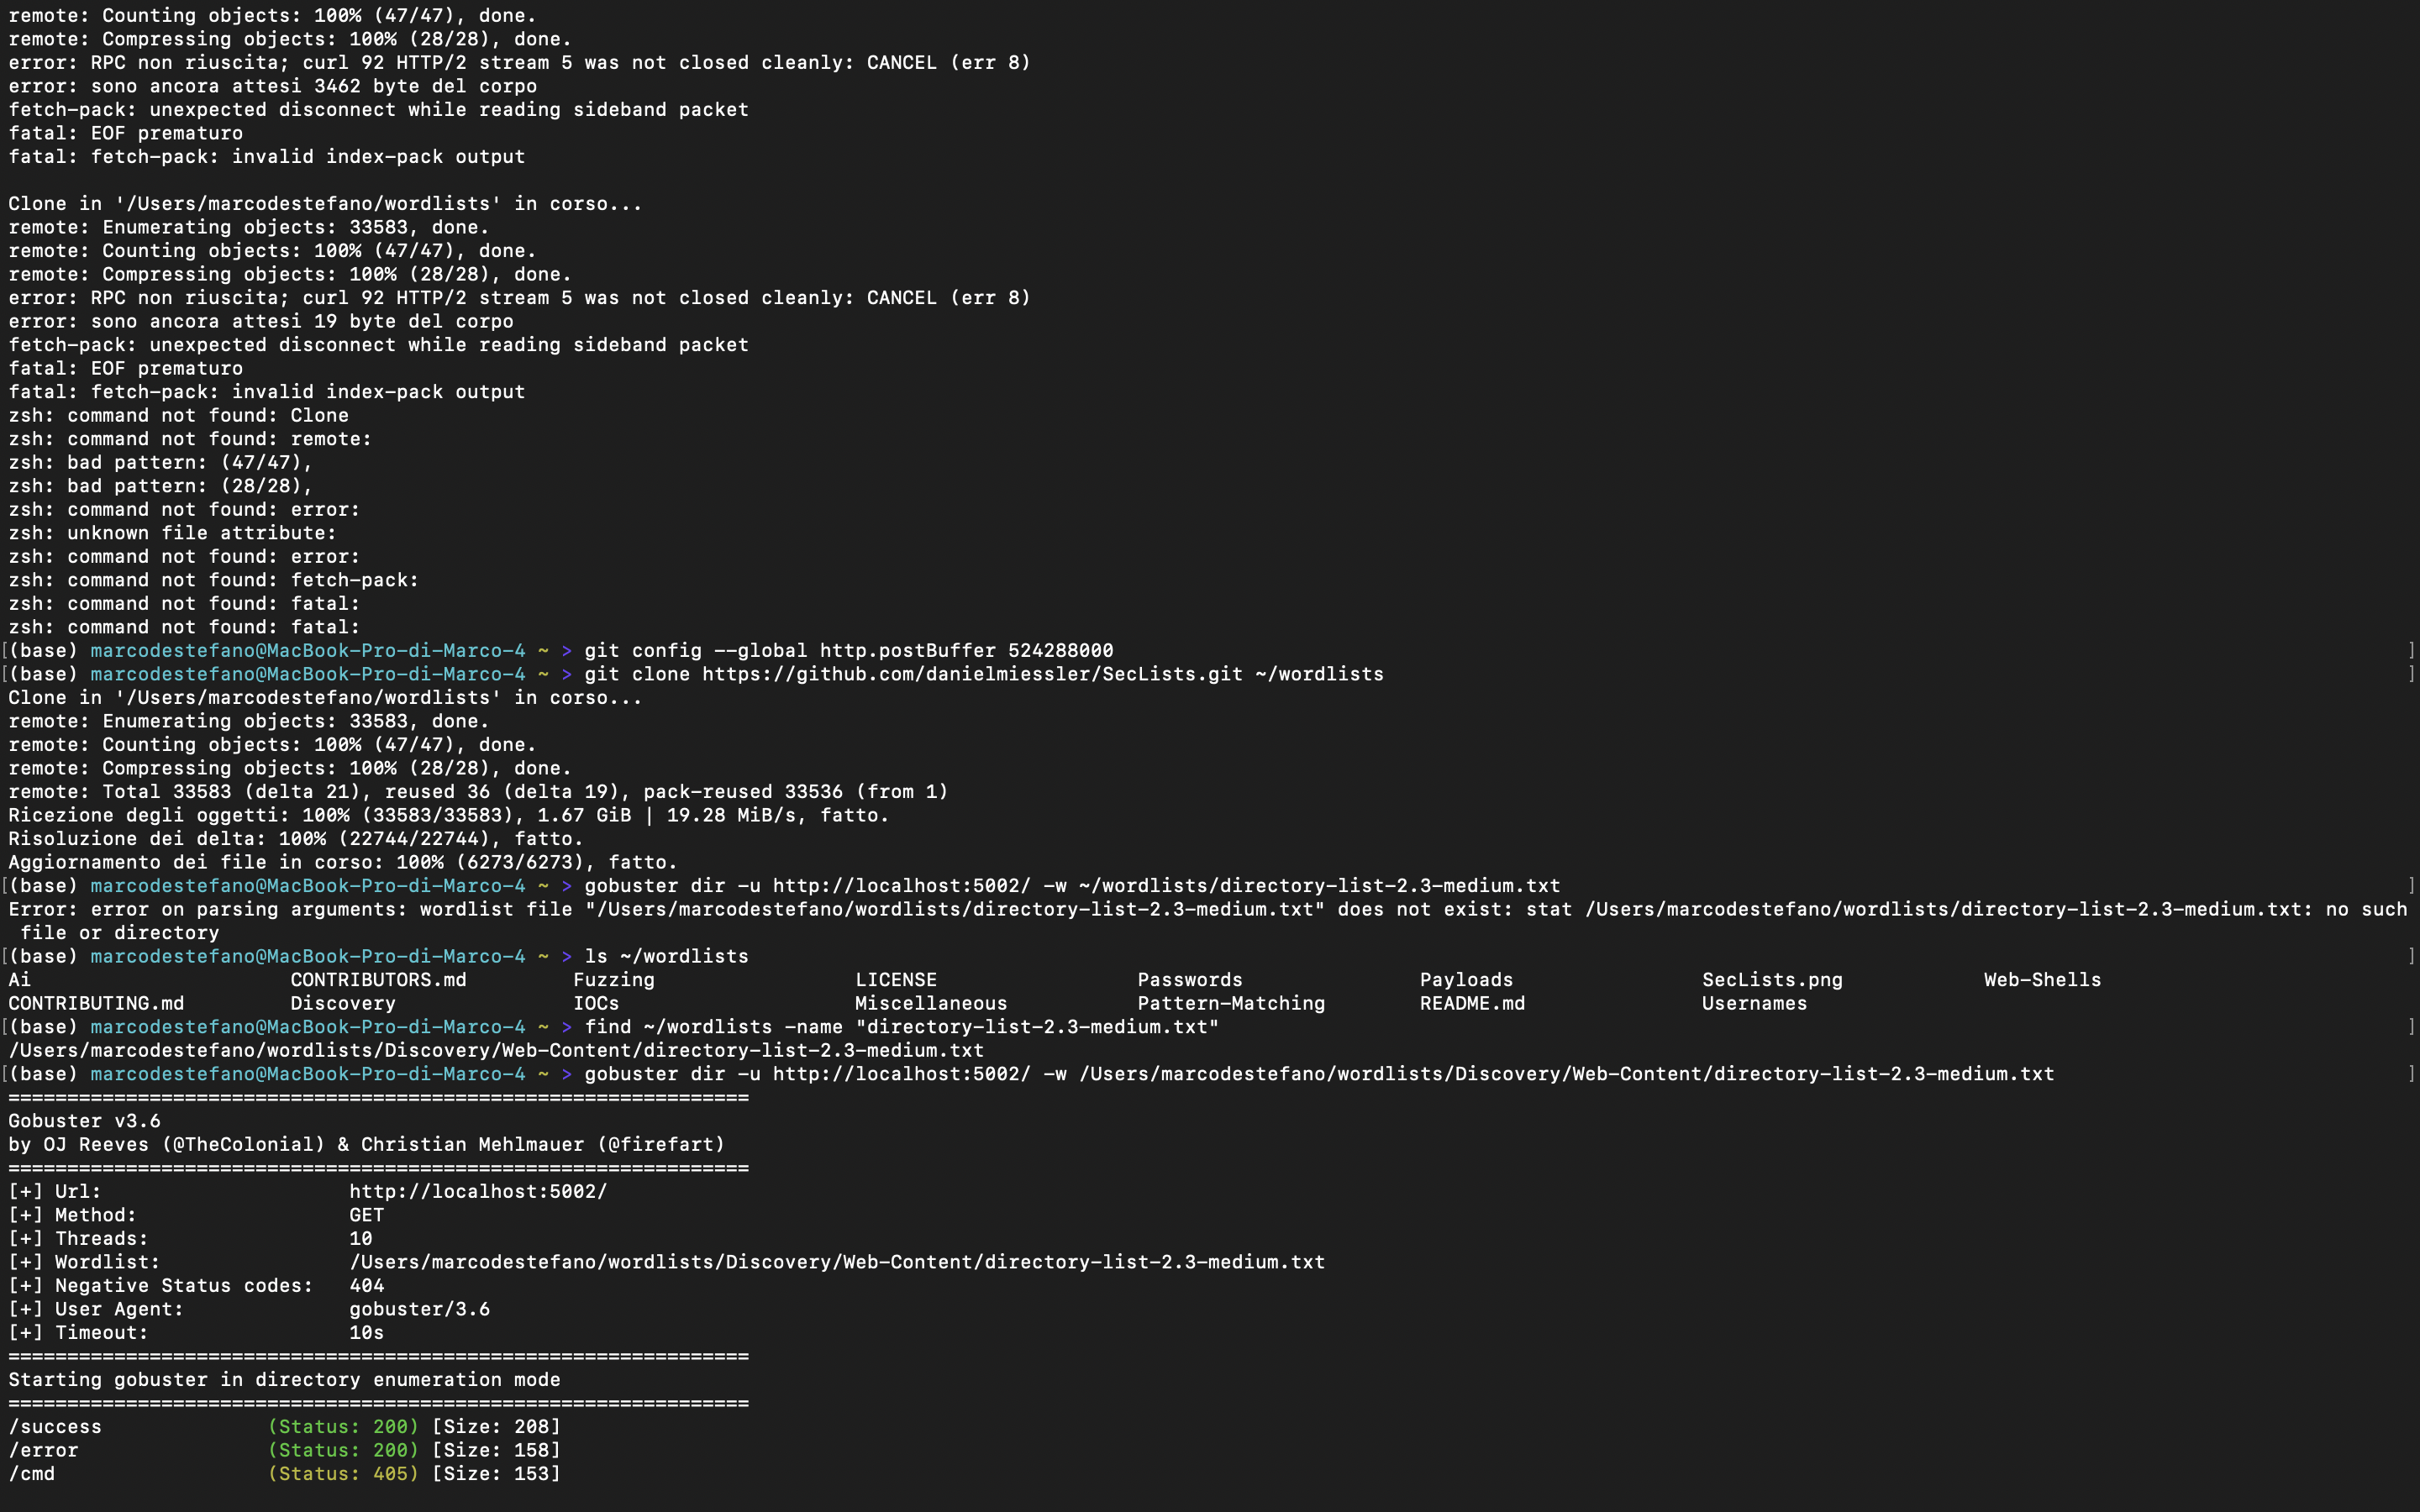 remote: Counting objects: 100% (47/47), done.
remote: Compressing objects: 100% (28/28), done.
error: RPC non riuscita; curl 92 HTTP/2 stream 5 was not closed cleanly: CANCEL (err 8)
error: sono ancora attesi 3462 byte del corpo
fetch-pack: unexpected disconnect while reading sideband packet
fatal: EOF prematuro
fatal: fetch-pack: invalid index-pack output

Clone in '/Users/marcodestefano/wordlists' in corso...
remote: Enumerating objects: 33583, done.
remote: Counting objects: 100% (47/47), done.
remote: Compressing objects: 100% (28/28), done.
error: RPC non riuscita; curl 92 HTTP/2 stream 5 was not closed cleanly: CANCEL (err 8)
error: sono ancora attesi 19 byte del corpo
fetch-pack: unexpected disconnect while reading sideband packet
fatal: EOF prematuro
fatal: fetch-pack: invalid index-pack output
zsh: command not found: Clone
zsh: command not found: remote:
zsh: bad pattern: (47/47),
zsh: bad pattern: (28/28),
zsh: command not found: error:
zsh: unknown file attribute:
zsh: command not found: error:
zsh: command not found: fetch-pack:
zsh: command not found: fatal:
zsh: command not found: fatal:
[(base) marcodestefano@MacBook-Pro-di-Marco-4 ~ > git config --global http.postBuffer 524288000 ]
[(base) marcodestefano@MacBook-Pro-di-Marco-4 ~ > git clone https://github.com/danielmiessler/SecLists.git ~/wordlists ]
Clone in '/Users/marcodestefano/wordlists' in corso...
remote: Enumerating objects: 33583, done.
remote: Counting objects: 100% (47/47), done.
remote: Compressing objects: 100% (28/28), done.
remote: Total 33583 (delta 21), reused 36 (delta 19), pack-reused 33536 (from 1)
Ricezione degli oggetti: 100% (33583/33583), 1.67 GiB | 19.28 MiB/s, fatto.
Risoluzione dei delta: 100% (22744/22744), fatto.
Aggiornamento dei file in corso: 100% (6273/6273), fatto.
[(base) marcodestefano@MacBook-Pro-di-Marco-4 ~ > gobuster dir -u http://localhost:5002/ -w ~/wordlists/directory-list-2.3-medium.txt ]
Error: error on parsing arguments: wordlist file "/Users/marcodestefano/wordlists/directory-list-2.3-medium.txt" does not exist: stat /Users/marcodestefano/wordlists/directory-list-2.3-medium.txt: no such
 file or directory
[(base) marcodestefano@MacBook-Pro-di-Marco-4 ~ > ls ~/wordlists ]
Ai CONTRIBUTORS.md Fuzzing LICENSE Passwords Payloads SecLists.png Web-Shells
CONTRIBUTING.md Discovery IOCs Miscellaneous Pattern-Matching README.md Usernames
[(base) marcodestefano@MacBook-Pro-di-Marco-4 ~ > find ~/wordlists -name "directory-list-2.3-medium.txt" ]
/Users/marcodestefano/wordlists/Discovery/Web-Content/directory-list-2.3-medium.txt
[(base) marcodestefano@MacBook-Pro-di-Marco-4 ~ > gobuster dir -u http://localhost:5002/ -w /Users/marcodestefano/wordlists/Discovery/Web-Content/directory-list-2.3-medium.txt ]
===============================================================
Gobuster v3.6
by OJ Reeves (@TheColonial) & Christian Mehlmauer (@firefart)
===============================================================
[+] Url: http://localhost:5002/
[+] Method: GET
[+] Threads: 10
[+] Wordlist: /Users/marcodestefano/wordlists/Discovery/Web-Content/directory-list-2.3-medium.txt
[+] Negative Status codes: 404
[+] User Agent: gobuster/3.6
[+] Timeout: 10s
===============================================================
Starting gobuster in directory enumeration mode
===============================================================
/success (Status: 200) [Size: 208]
/error (Status: 200) [Size: 158]
/cmd (Status: 405) [Size: 153]